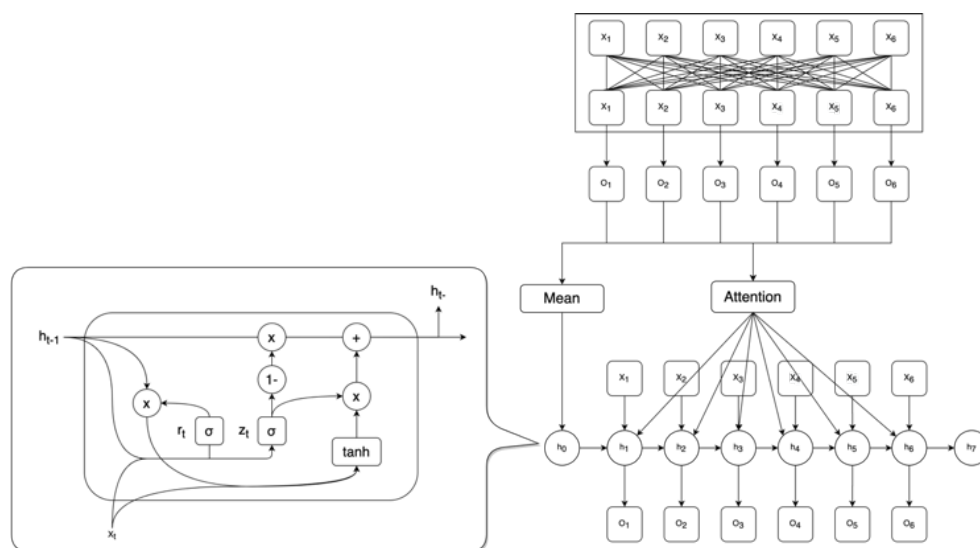 x₁ x₂ x₃ x₄ x₅ x₆
x₁ x₂ x₃ x₄ x₅ x₆
O₁ O₂ O₃ O₄ O₅ O₆
Mean Attention
x₁ x₂ x₃ x₄ x₅ x₆
h₀ h₁ h₂ h₃ h₄ h₅ h₆ h₇
O₁ O₂ O₃ O₄ O₅ O₆
hₜ₋
hₜ₋₁ x +
1-
x x
rₜ σ zₜ σ
tanh
xₜ